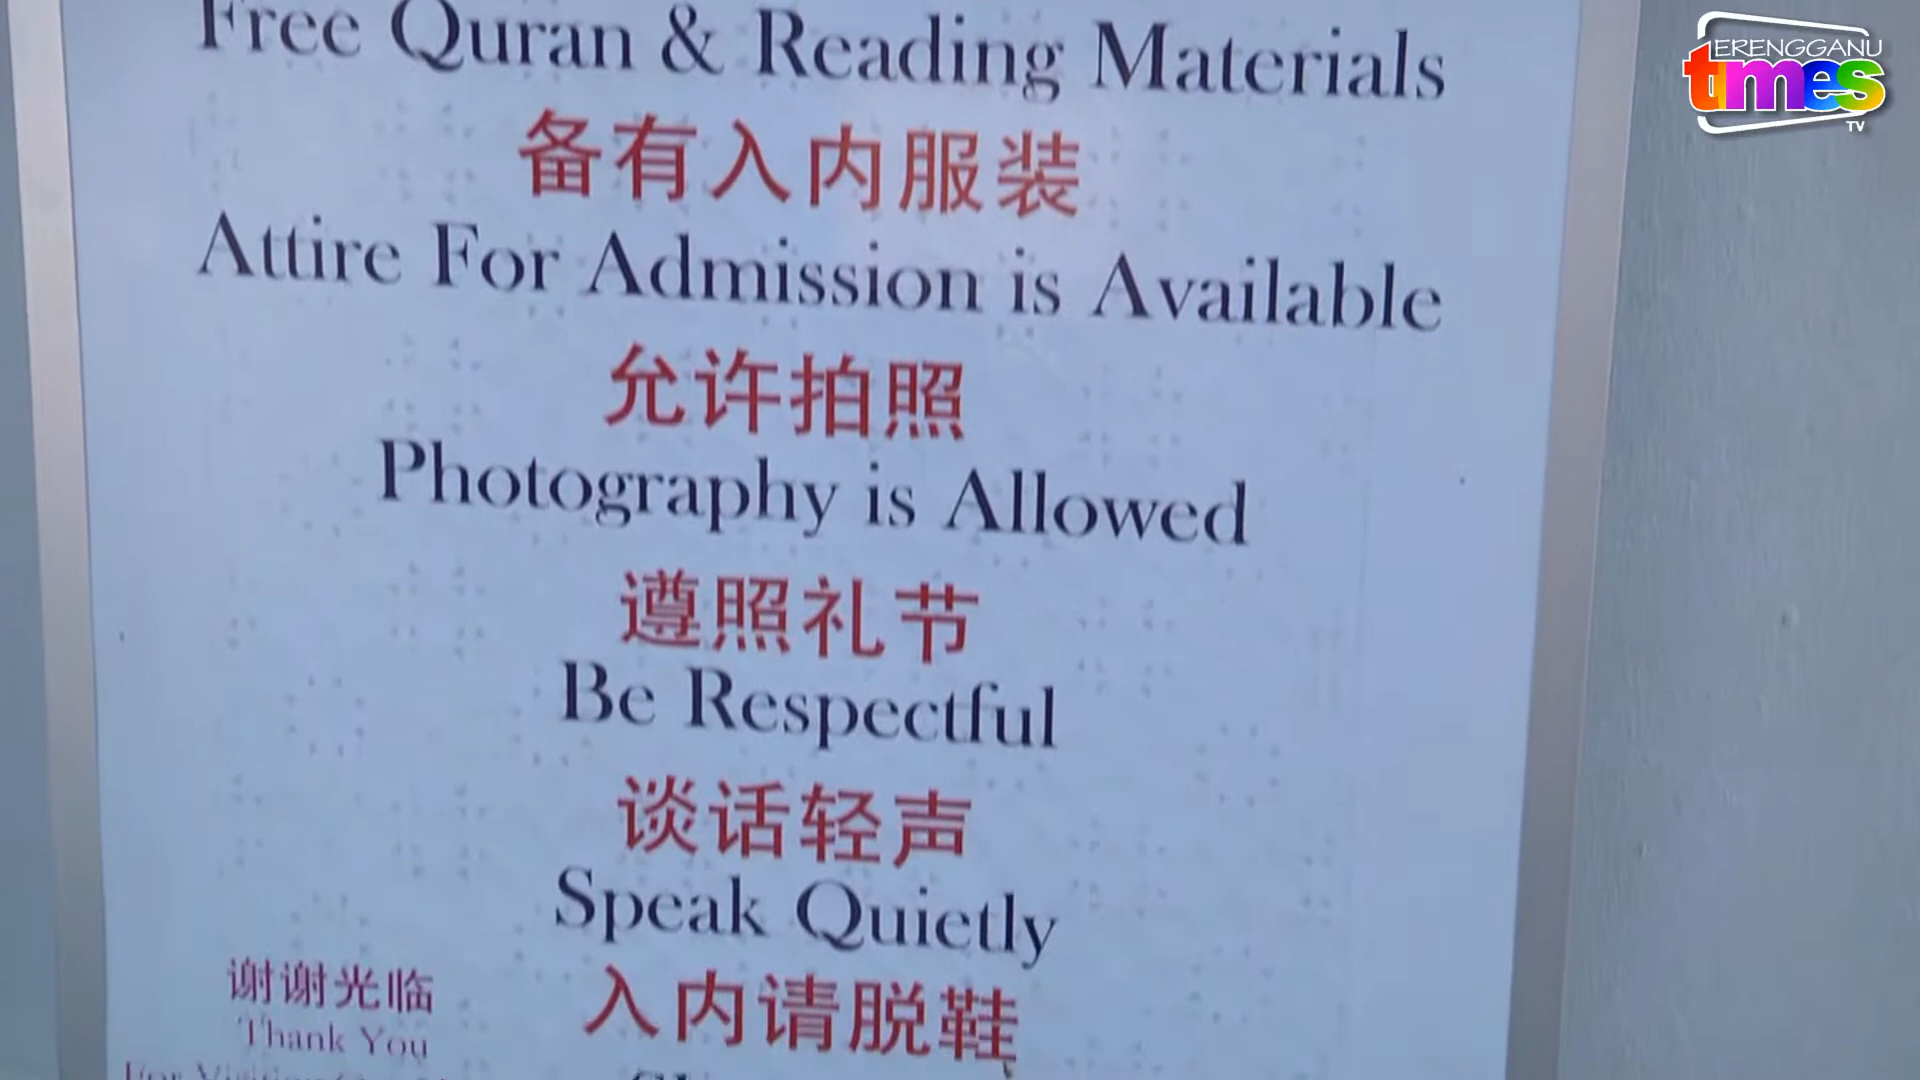 Free Quran & Reading Materials
备有入内服装
Attire For Admission is Available
允许拍照
Photography is Allowed
遵照礼节
Be Respectful
谈话轻声
Speak Quietly
入内请脱鞋
谢谢光临
Thank You
For
TERENGGANU
times
TV